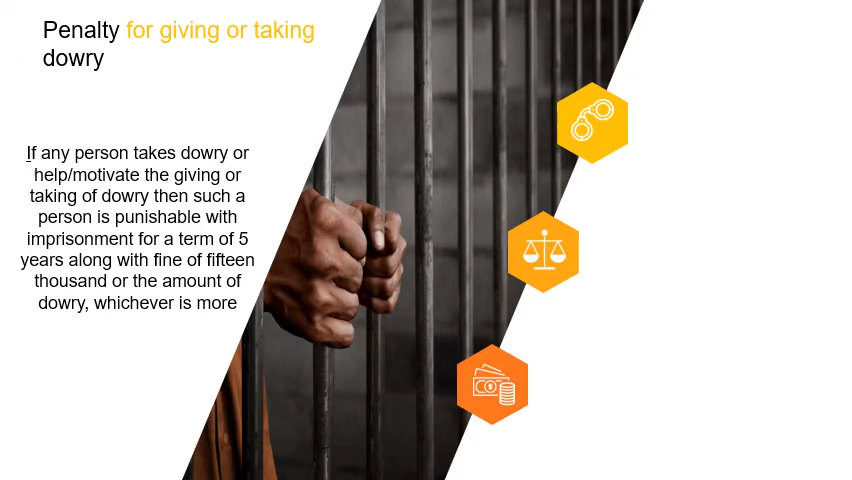 Penalty for giving or taking
dowry
If any person takes dowry or
help/motivate the giving or
taking of dowry then such a
person is punishable with
imprisonment for a term of 5
years along with fine of fifteen
thousand or the amount of
dowry, whichever is more